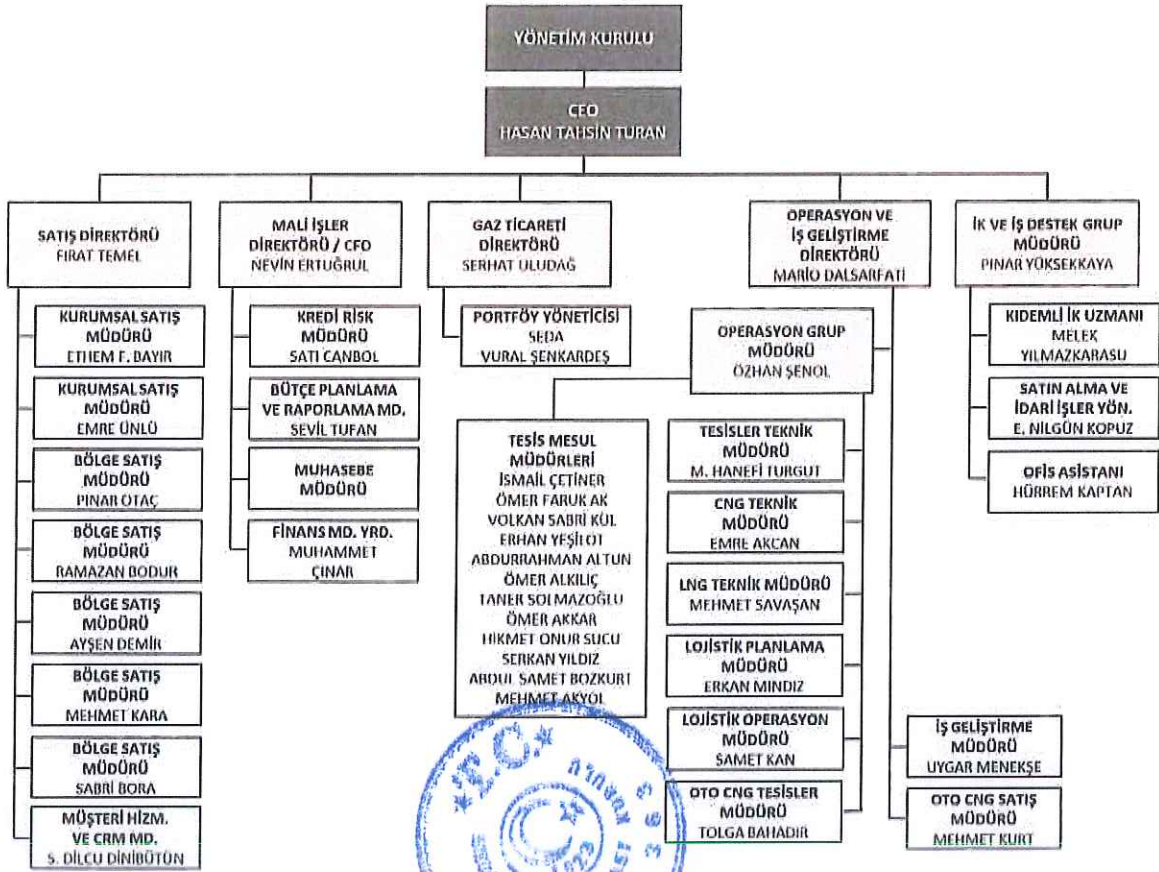 YÖNETİM KURULU
CEO
HASAN TAHSİN TURAN
SATIŞ DİREKTÖRÜ
FIRAT TEMEL
KURUMSAL SATIŞ
MÜDÜRÜ
ETHEM F. BAYIR
KURUMSAL SATIŞ
MÜDÜRÜ
EMRE ÜNLÜ
BÖLGE SATIŞ
MÜDÜRÜ
PINAR OTAÇ
BÖLGE SATIŞ
MÜDÜRÜ
RAMAZAN BODUR
BÖLGE SATIŞ
MÜDÜRÜ
AYŞEN DEMİR
BÖLGE SATIŞ
MÜDÜRÜ
MEHMET KARA
BÖLGE SATIŞ
MÜDÜRÜ
SABRİ BORA
MÜŞTERİ HİZM.
VE CRM MD.
S. DİLCU DİNİBÜTÜN
MALİ İŞLER
DİREKTÖRÜ / CFO
NEVİN ERTUĞRUL
KREDİ RİSK
MÜDÜRÜ
SATI CANBOL
BÜTÇE PLANLAMA
VE RAPORLAMA MD.
SEVİL TUFAN
MUHASEBE
MÜDÜRÜ
FİNANS MD. YRD.
MUHAMMET
ÇINAR
GAZ TİCARETİ
DİREKTÖRÜ
SERHAT ULUDAĞ
PORTFÖY YÖNETİCİSİ
SEDA
VURAL ŞENKARDEŞ
OPERASYON VE
İŞ GELİŞTİRME
DİREKTÖRÜ
MARİO DALSARFATİ
OPERASYON GRUP
MÜDÜRÜ
ÖZHAN ŞENOL
TESİS MESUL
MÜDÜRLERİ
İSMAİL ÇETİNER
ÖMER FARUK AK
VOLKAN SABRİ KUL
ERHAN YEŞİLOT
ABDURRAHMAN ALTUN
ÖMER ALKILIÇ
TANER SOLMAZOĞLU
ÖMER AKKAR
HİKMET ONUR SUCU
SERKAN YILDIZ
ABDUL SAMET BOZKURT
MEHMET AKYOL
TESİSLER TEKNİK
MÜDÜRÜ
M. HANEFİ TURGUT
CNG TEKNİK
MÜDÜRÜ
EMRE AKCAN
LNG TEKNİK MÜDÜRÜ
MEHMET SAVAŞAN
LOJİSTİK PLANLAMA
MÜDÜRÜ
ERKAN MINDIZ
LOJİSTİK OPERASYON
MÜDÜRÜ
SAMET KAN
OTO CNG TESİSLER
MÜDÜRÜ
TOLGA BAHADIR
İŞ GELİŞTİRME
MÜDÜRÜ
UYGAR MENEKŞE
OTO CNG SATIŞ
MÜDÜRÜ
MEHMET KURT
İK VE İŞ DESTEK GRUP
MÜDÜRÜ
PINAR YÜKSEKKAYA
KIDEMLİ İK UZMANI
MELEK
YILMAZKARASU
SATIN ALMA VE
İDARİ İŞLER YÖN.
E. NİLGÜN KOPUZ
OFİS ASİSTANI
HÜRREM KAPTAN
T.C.